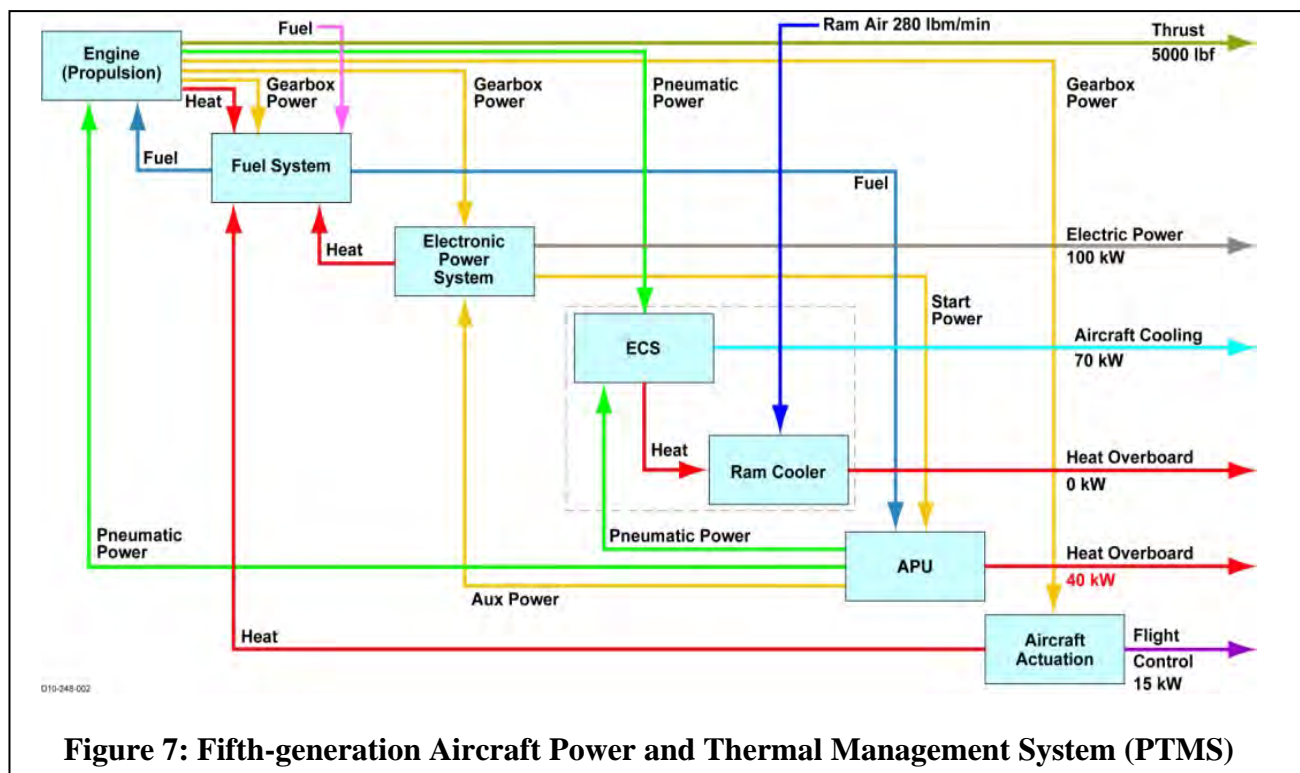 Fuel
Ram Air 280 lbm/min
Thrust
5000 lbf
Engine
(Propulsion)
Heat
Gearbox
Power
Gearbox
Power
Pneumatic
Power
Gearbox
Power
Fuel
Fuel System
Fuel
Heat
Electronic
Power
System
Electric Power
100 kW
Start
Power
ECS
Aircraft Cooling
70 kW
Heat
Ram Cooler
Heat Overboard
0 kW
Pneumatic
Power
Pneumatic Power
APU
Heat Overboard
40 kW
Aux Power
Heat
Aircraft
Actuation
Flight
Control
15 kW
D10-248-002
Figure 7: Fifth-generation Aircraft Power and Thermal Management System (PTMS)